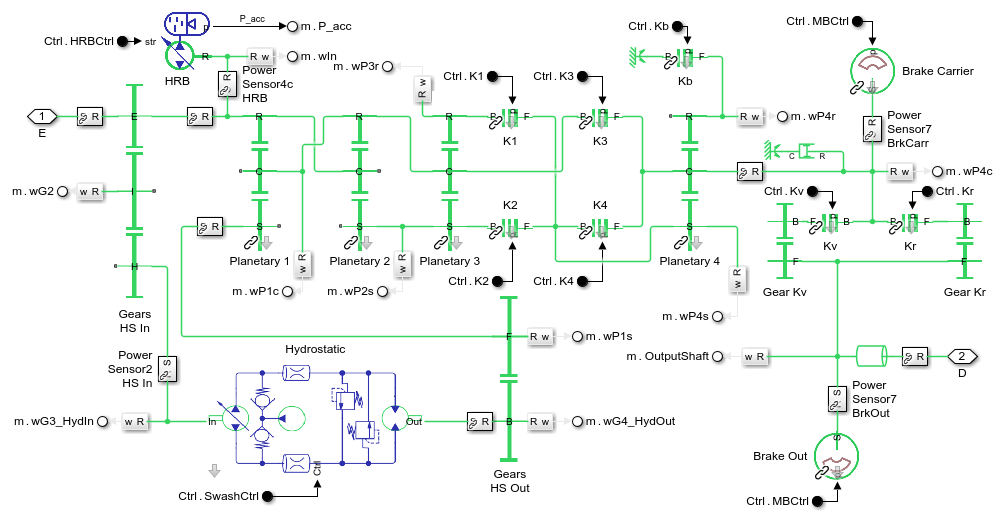 P_acc
m.P_acc
p
Ctrl.HRBCtrl
str
R
R w
m.wIn
HRB
R
Power
Sensor4c
HRB
m.wP3r
R w
Ctrl.Kb
P F
Kb
Ctrl.MBCtrl
Brake Carrier
Ctrl.K1
Ctrl.K3
1
E
R
E
R
R
R
R
P F
K1
P F
K3
R
R w
m.wP4r
R
Power
Sensor7
BrkCarr
C R
m.wG2
w R
I
C
C
C
C
R
R w
m.wP4c
Ctrl.Kv
Ctrl.Kr
R
S
S
S
K2
P F
K4
P F
S
B
F B
Kv
P F
Kr
B
Planetary 1
Planetary 2
Planetary 3
Planetary 4
H
F
F
w R
m.wP1c
w R
m.wP2s
Ctrl.K2
Ctrl.K4
w R
m.wP4s
Gear Kv
Gear Kr
Gears
HS In
F
R w
m.wP1s
Hydrostatic
Power
Sensor2
HS In
S
m.OutputShaft
w R
R
2
D
S
Power
Sensor7
BrkOut
m.wG3_HydIn
w R
In
Out
R
B
R w
m.wG4_HydOut
S
Brake Out
Ctrl
Gears
HS Out
Ctrl.SwashCtrl
Ctrl.MBCtrl